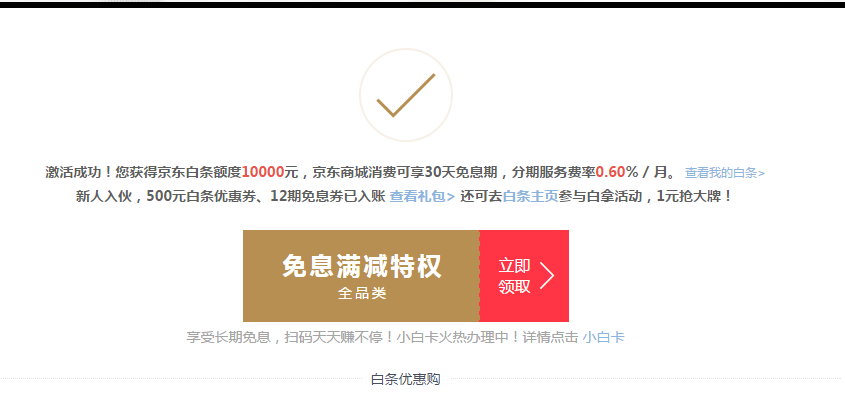 激活成功！您获得京东白条额度10000元，京东商城消费可享30天免息期，分期服务费率0.60% / 月。 查看我的白条>
新人入伙，500元白条优惠券、12期免息券已入账 查看礼包> 还可去白条主页参与白拿活动，1元抢大牌！
免息满减特权
全品类
立即
领取
享受长期免息，扫码天天赚不停！小白卡火热办理中！详情点击 小白卡
白条优惠购